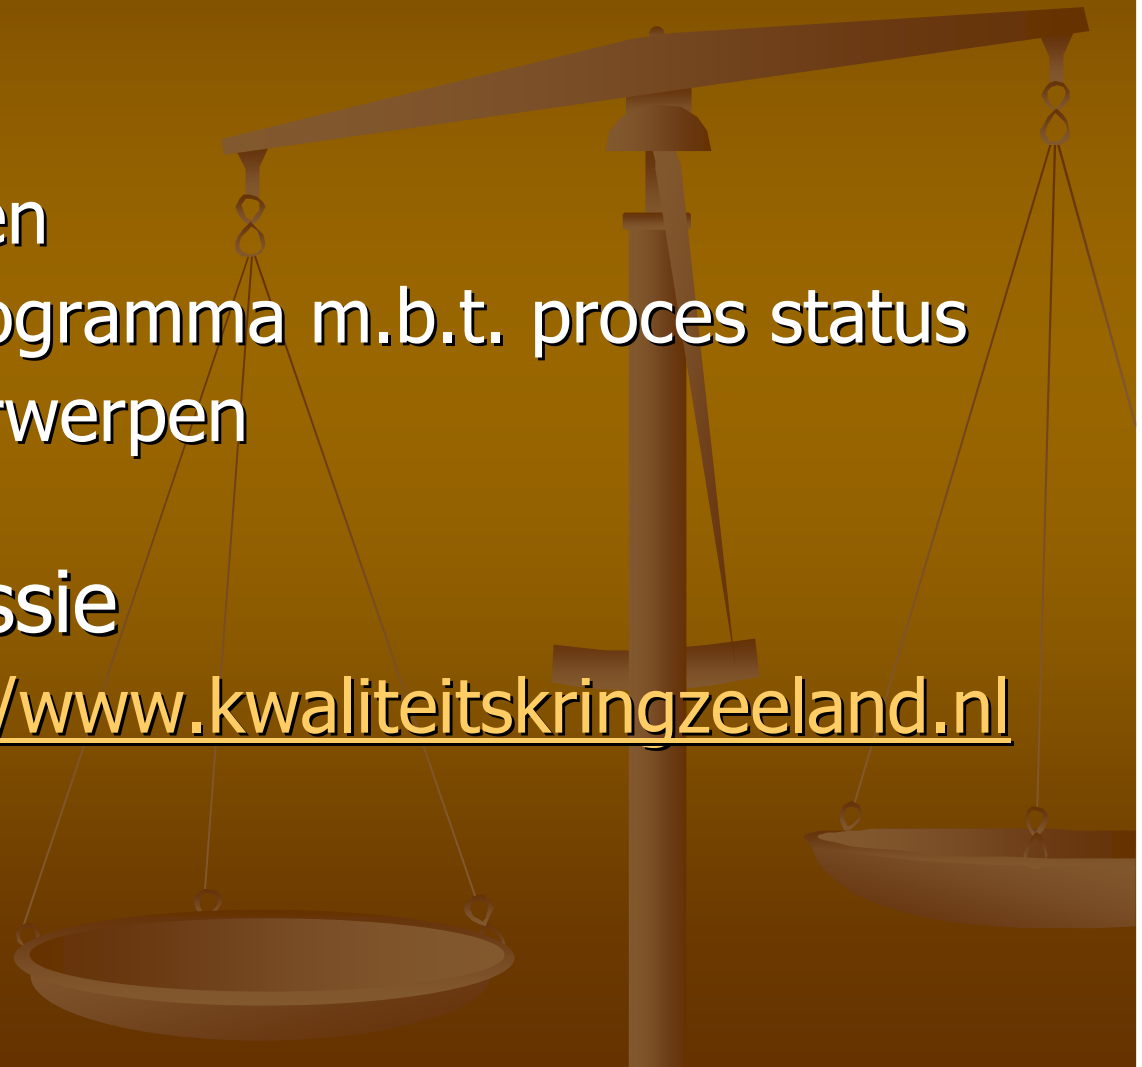 en
ogramma m.b.t. proces status
rwerpen
ssie
/www.kwaliteitskringzeeland.nl